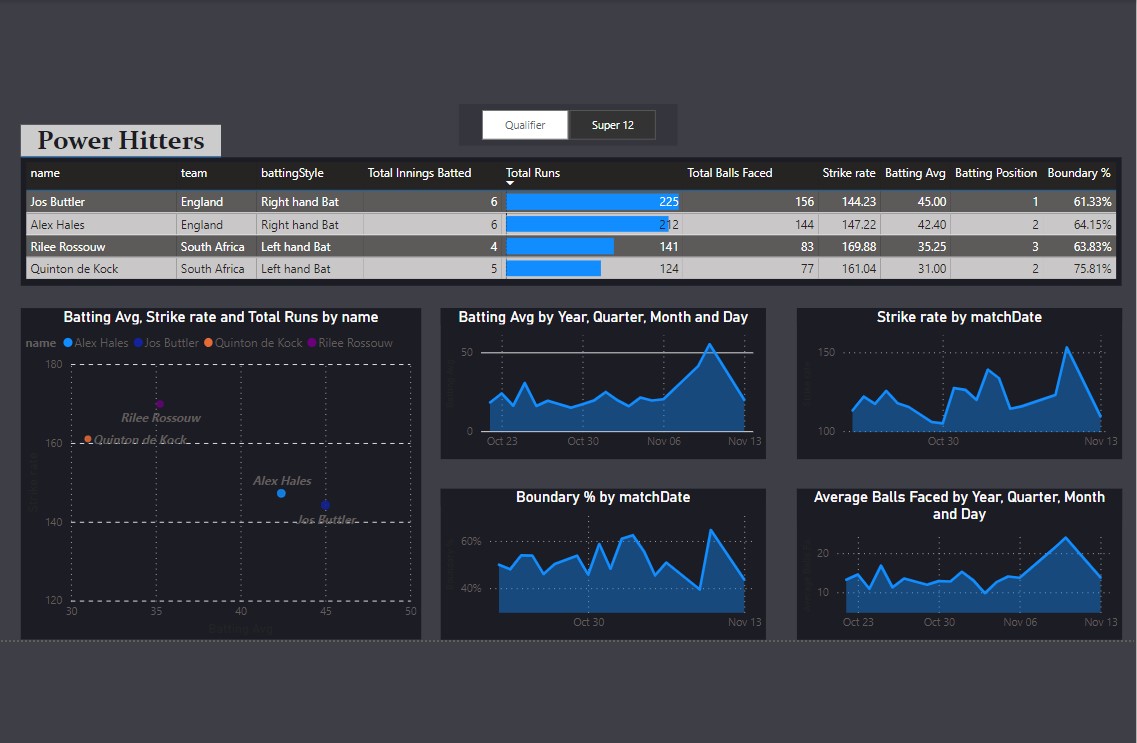 Qualifier
Super 12
Power Hitters
name team battingStyle Total Innings Batted Total Runs Total Balls Faced Strike rate Batting Avg Batting Position Boundary %
Jos Buttler England Right hand Bat 6 225 156 144.23 45.00 1 61.33%
Alex Hales England Right hand Bat 6 212 144 147.22 42.40 2 64.15%
Rilee Rossouw South Africa Left hand Bat 4 141 83 169.88 35.25 3 63.83%
Quinton de Kock South Africa Left hand Bat 5 124 77 161.04 31.00 2 75.81%
Batting Avg, Strike rate and Total Runs by name
name Alex Hales Jos Buttler Quinton de Kock Rilee Rossouw
180
160
140
120
Rilee Rossouw
Quinton de Kock
Alex Hales
Jos Buttler
30 35 40 45 50
Batting Avg
Strike rate
Batting Avg by Year, Quarter, Month and Day
50
0
Oct 23 Oct 30 Nov 06 Nov 13
Strike rate by matchDate
150
100
Oct 30 Nov 13
Boundary % by matchDate
60%
40%
Oct 30 Nov 13
Average Balls Faced by Year, Quarter, Month
and Day
20
10
Oct 23 Oct 30 Nov 06 Nov 13